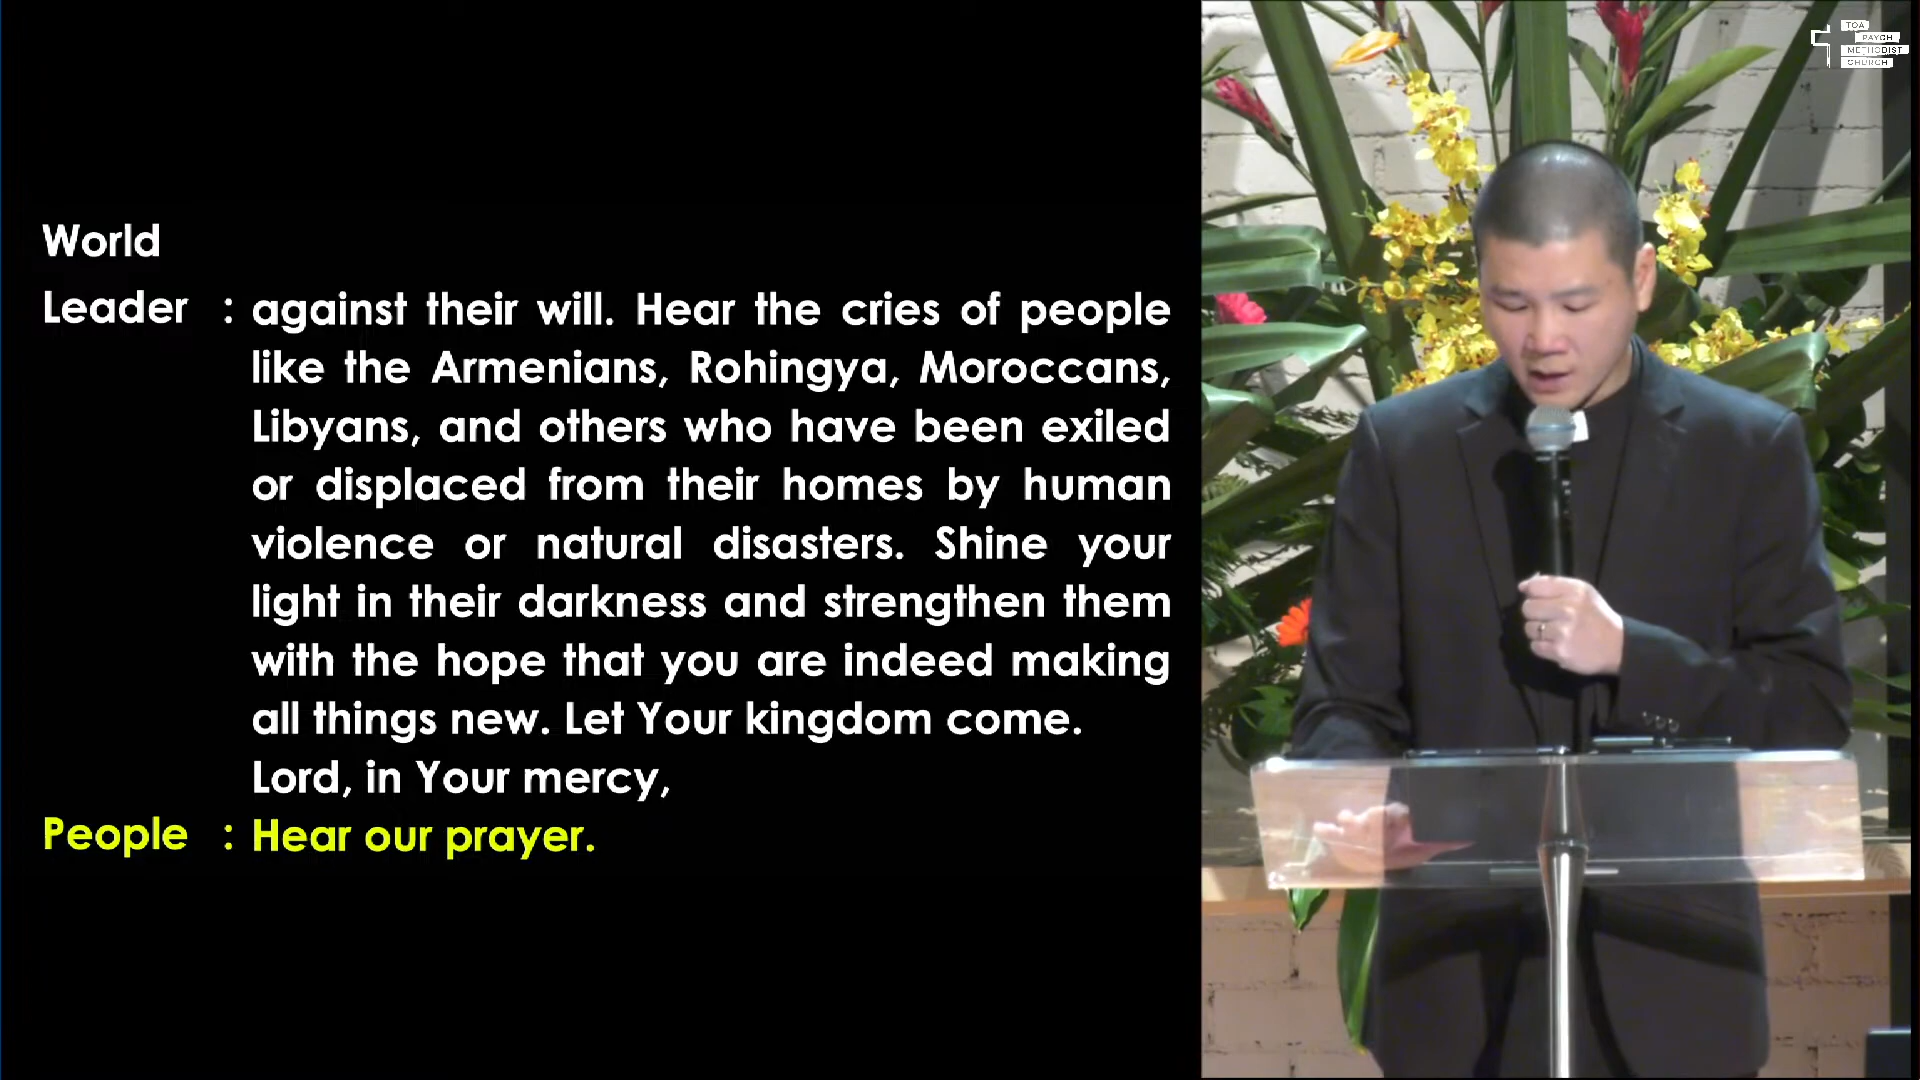 World
Leader : against their will. Hear the cries of people
like the Armenians, Rohingya, Moroccans,
Libyans, and others who have been exiled
or displaced from their homes by human
violence or natural disasters. Shine your
light in their darkness and strengthen them
with the hope that you are indeed making
all things new. Let Your kingdom come.
Lord, in Your mercy,
People : Hear our prayer.
TOA
PAYOH
METHODIST
CHURCH